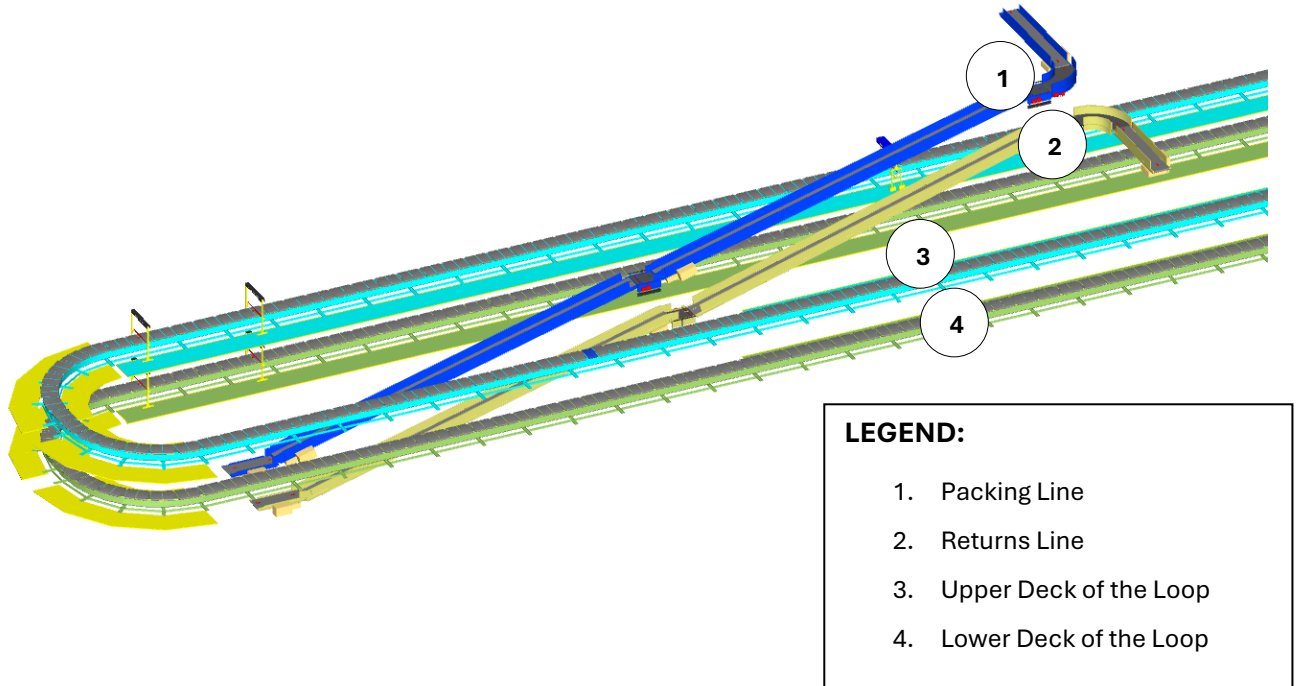 1
2
3
4
LEGEND:
1. Packing Line
2. Returns Line
3. Upper Deck of the Loop
4. Lower Deck of the Loop